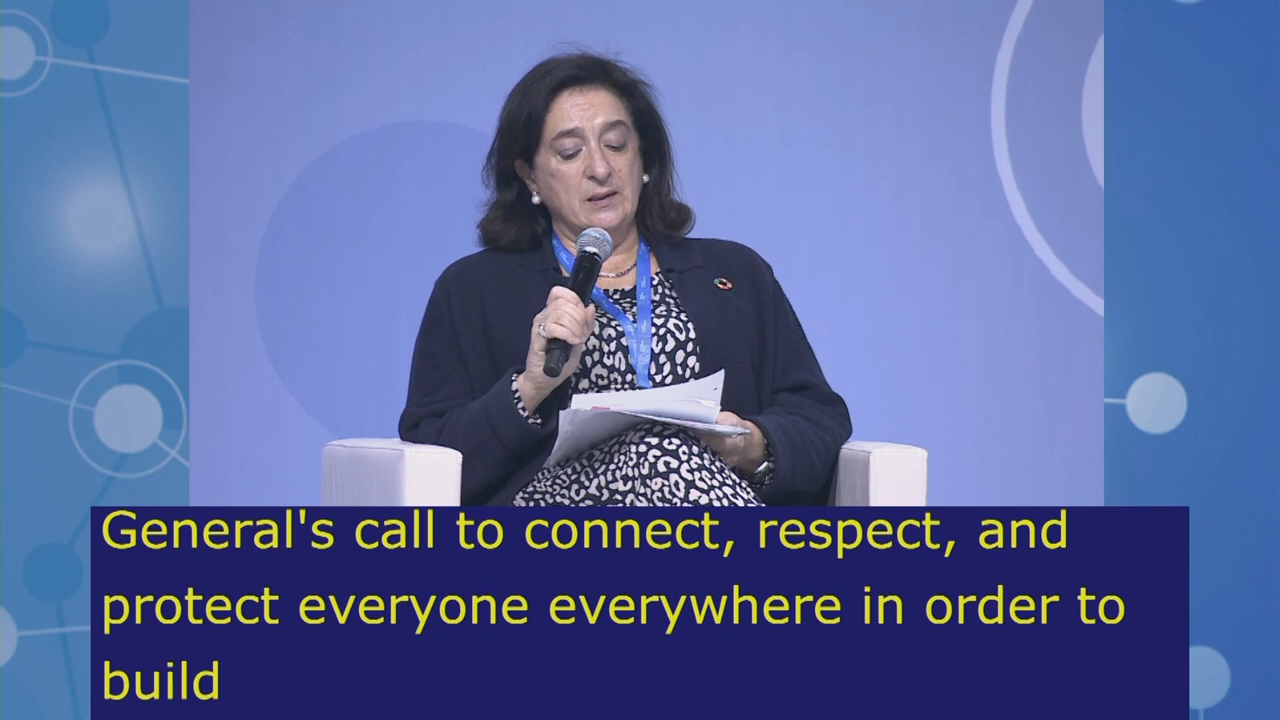 General's call to connect, respect, and
protect everyone everywhere in order to
build